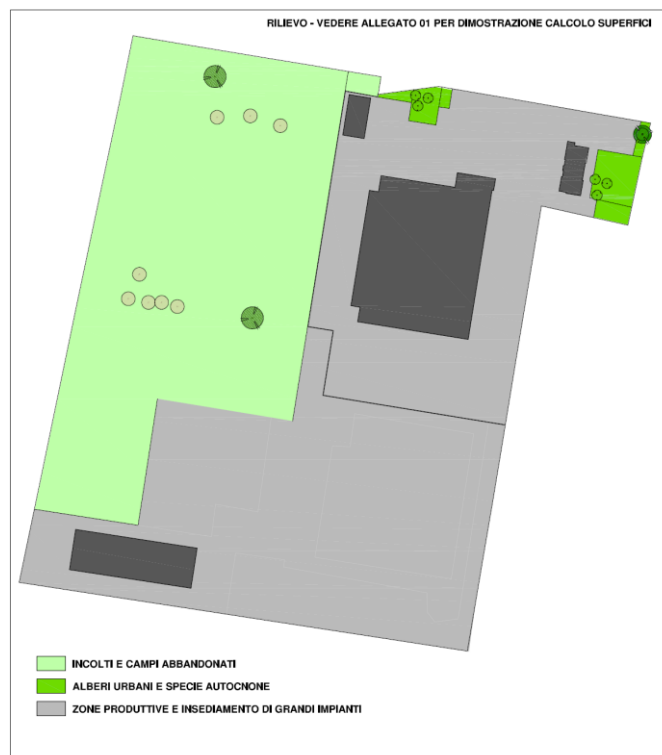 RILIEVO - VEDERE ALLEGATO 01 PER DIMOSTRAZIONE CALCOLO SUPERFICI
INCOLTI E CAMPI ABBANDONATI
ALBERI URBANI E SPECIE AUTOCNONE
ZONE PRODUTTIVE E INSEDIAMENTO DI GRANDI IMPIANTI